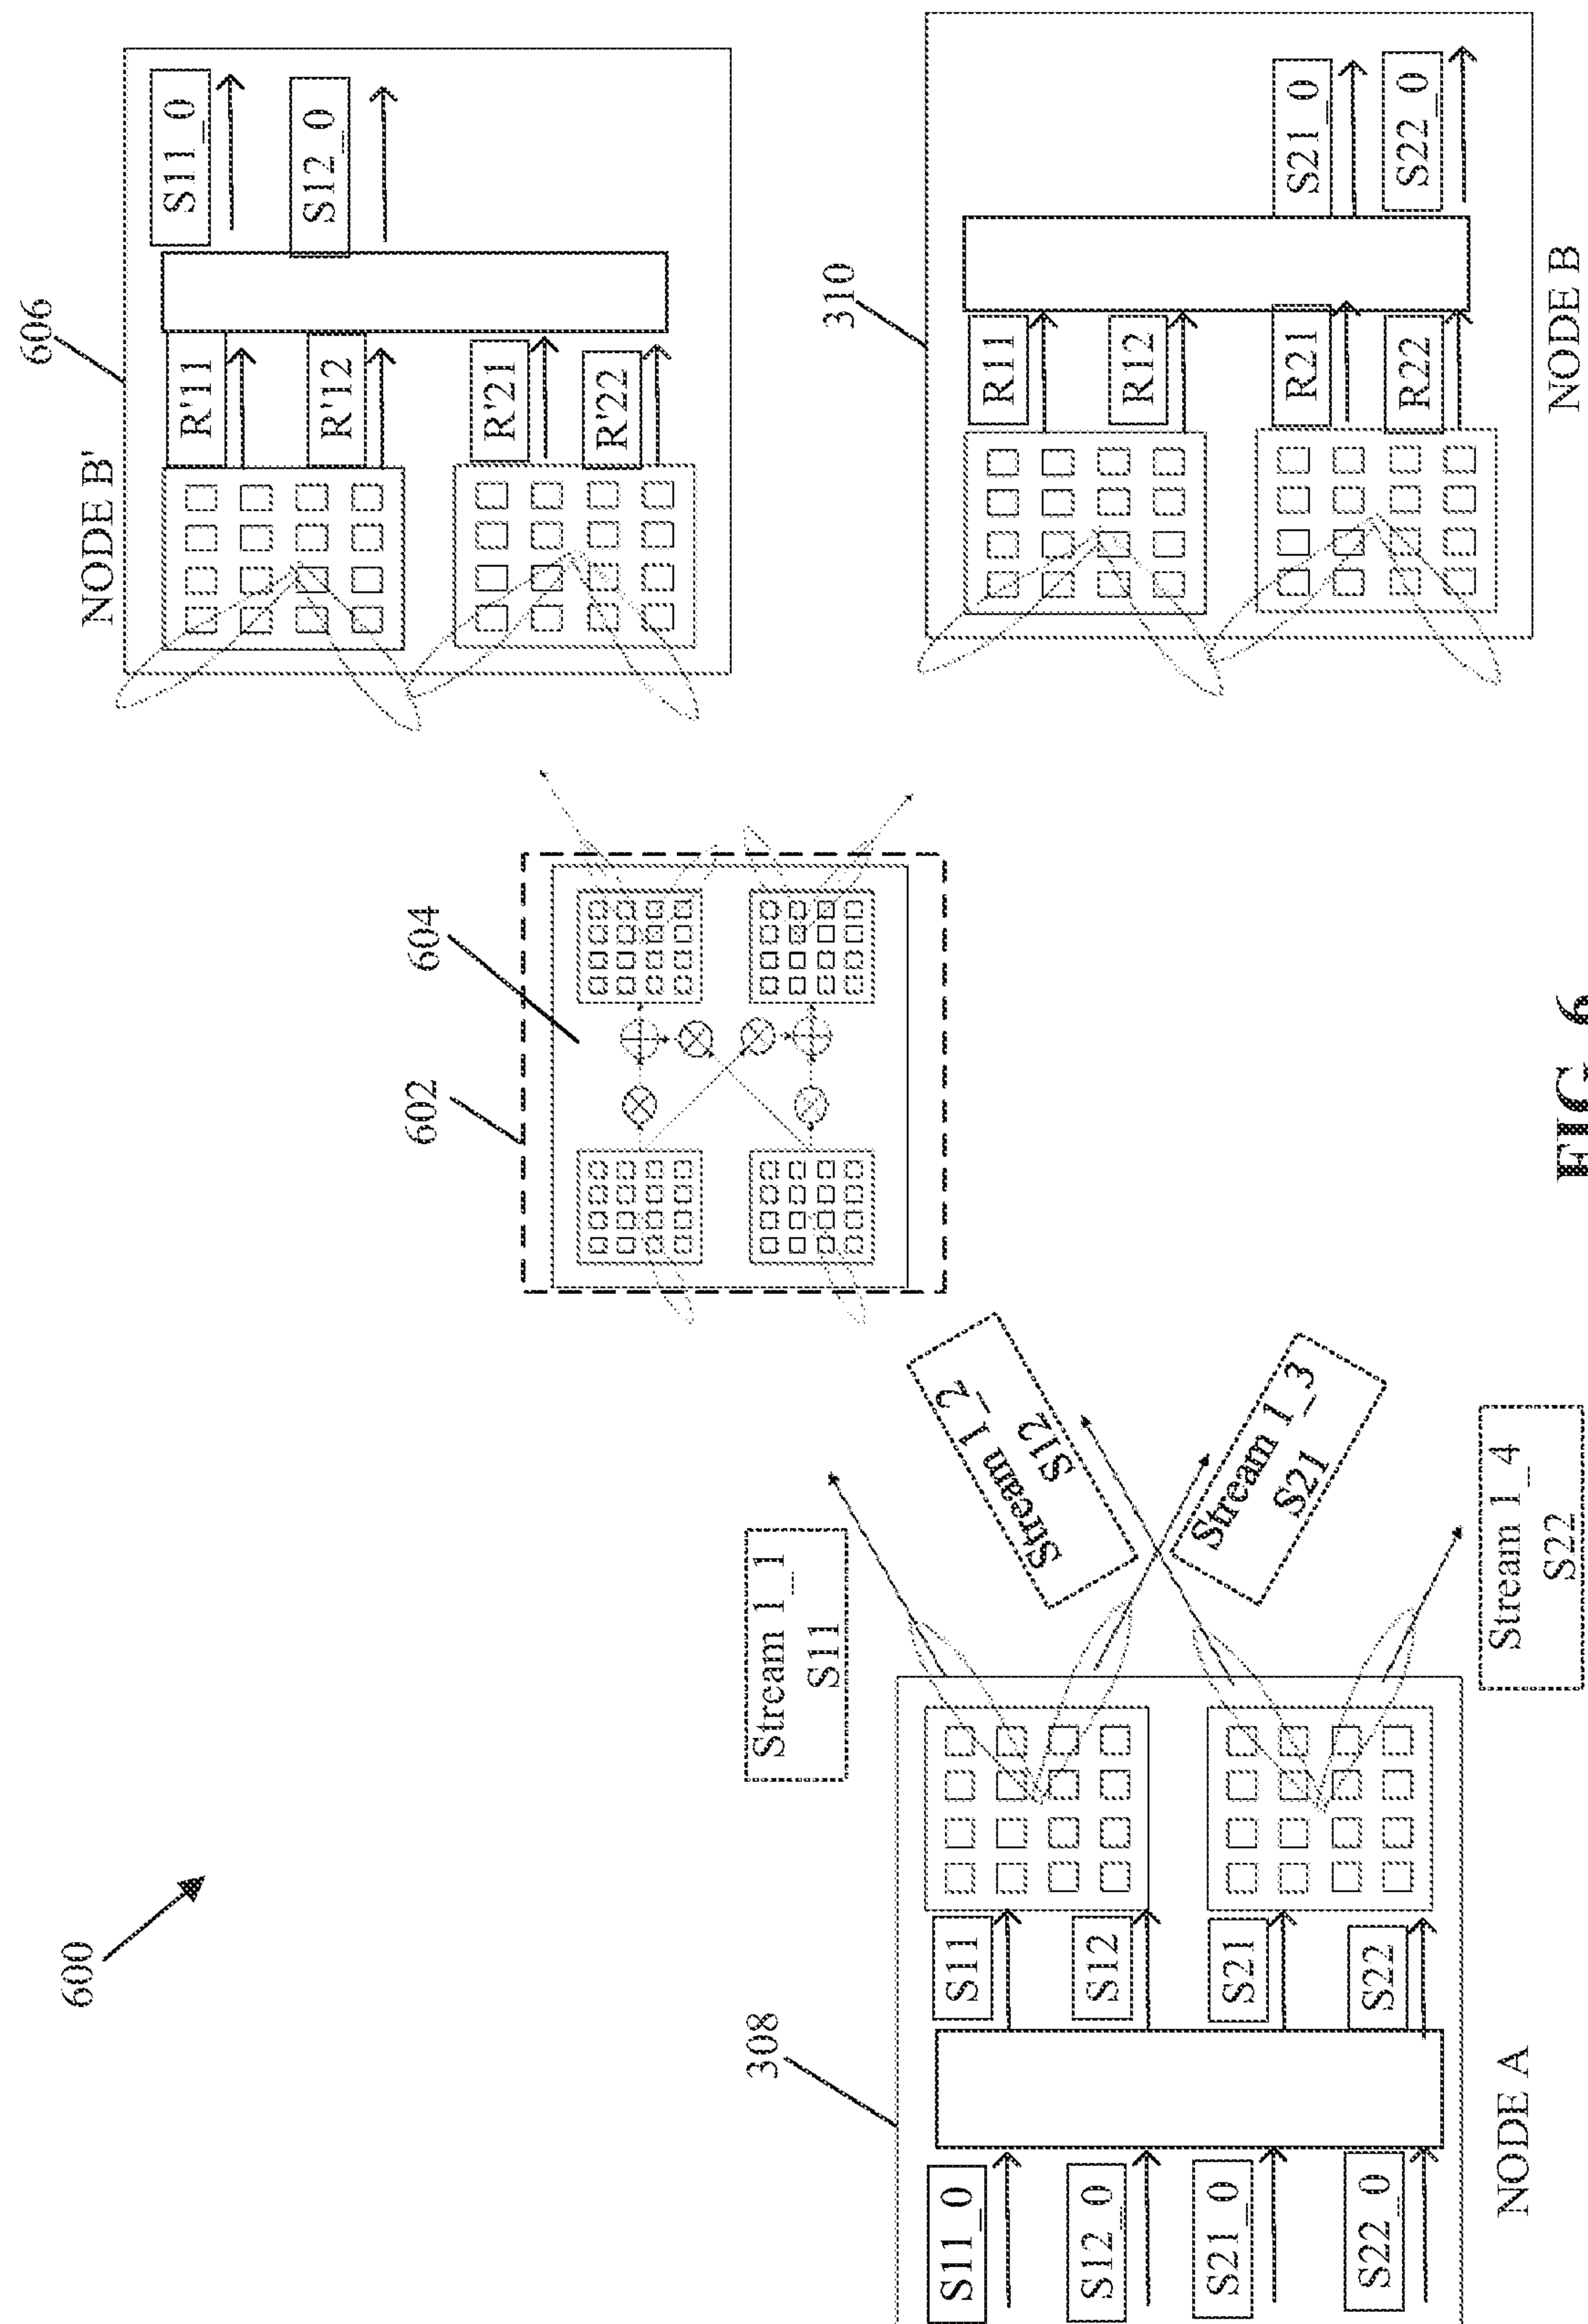 600
308
S11_0
S12_0
S21_0
S22_0
S11
S12
S21
S22
NODE A
Stream 1_1
S11
Stream 1_2
S12
Stream 1_3
S21
Stream 1_4
S22
602
604
NODE B'
606
R'11
R'12
R'21
R'22
S11_0
S12_0
310
R11
R12
R21
R22
S21_0
S22_0
NODE B
FIG. 6